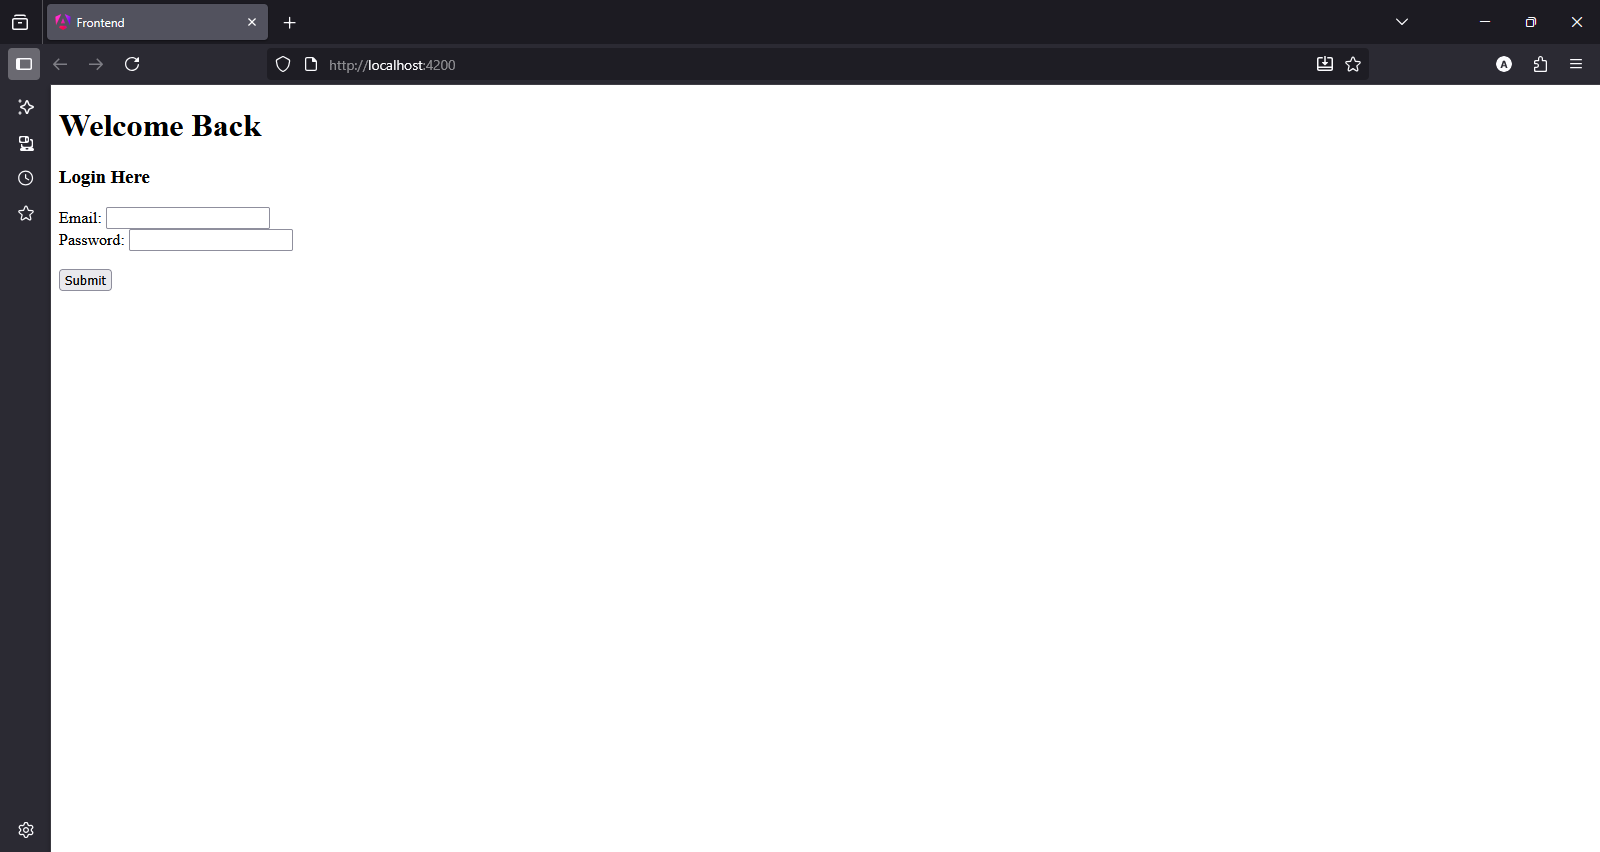 Frontend
http://localhost:4200
A
Welcome Back
Login Here
Email:
Password:
Submit